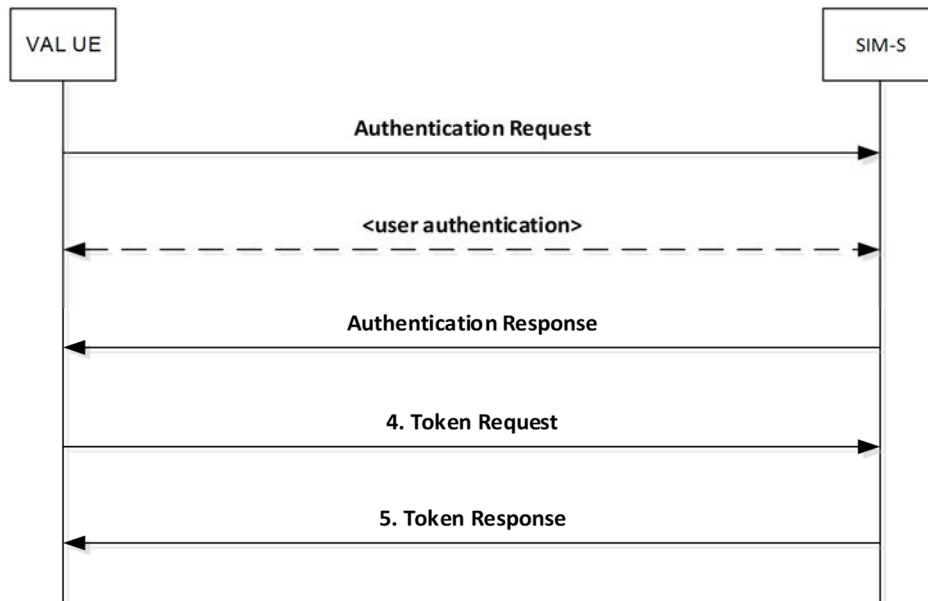 VAL UE
SIM-S
Authentication Request
<user authentication>
Authentication Response
4. Token Request
5. Token Response